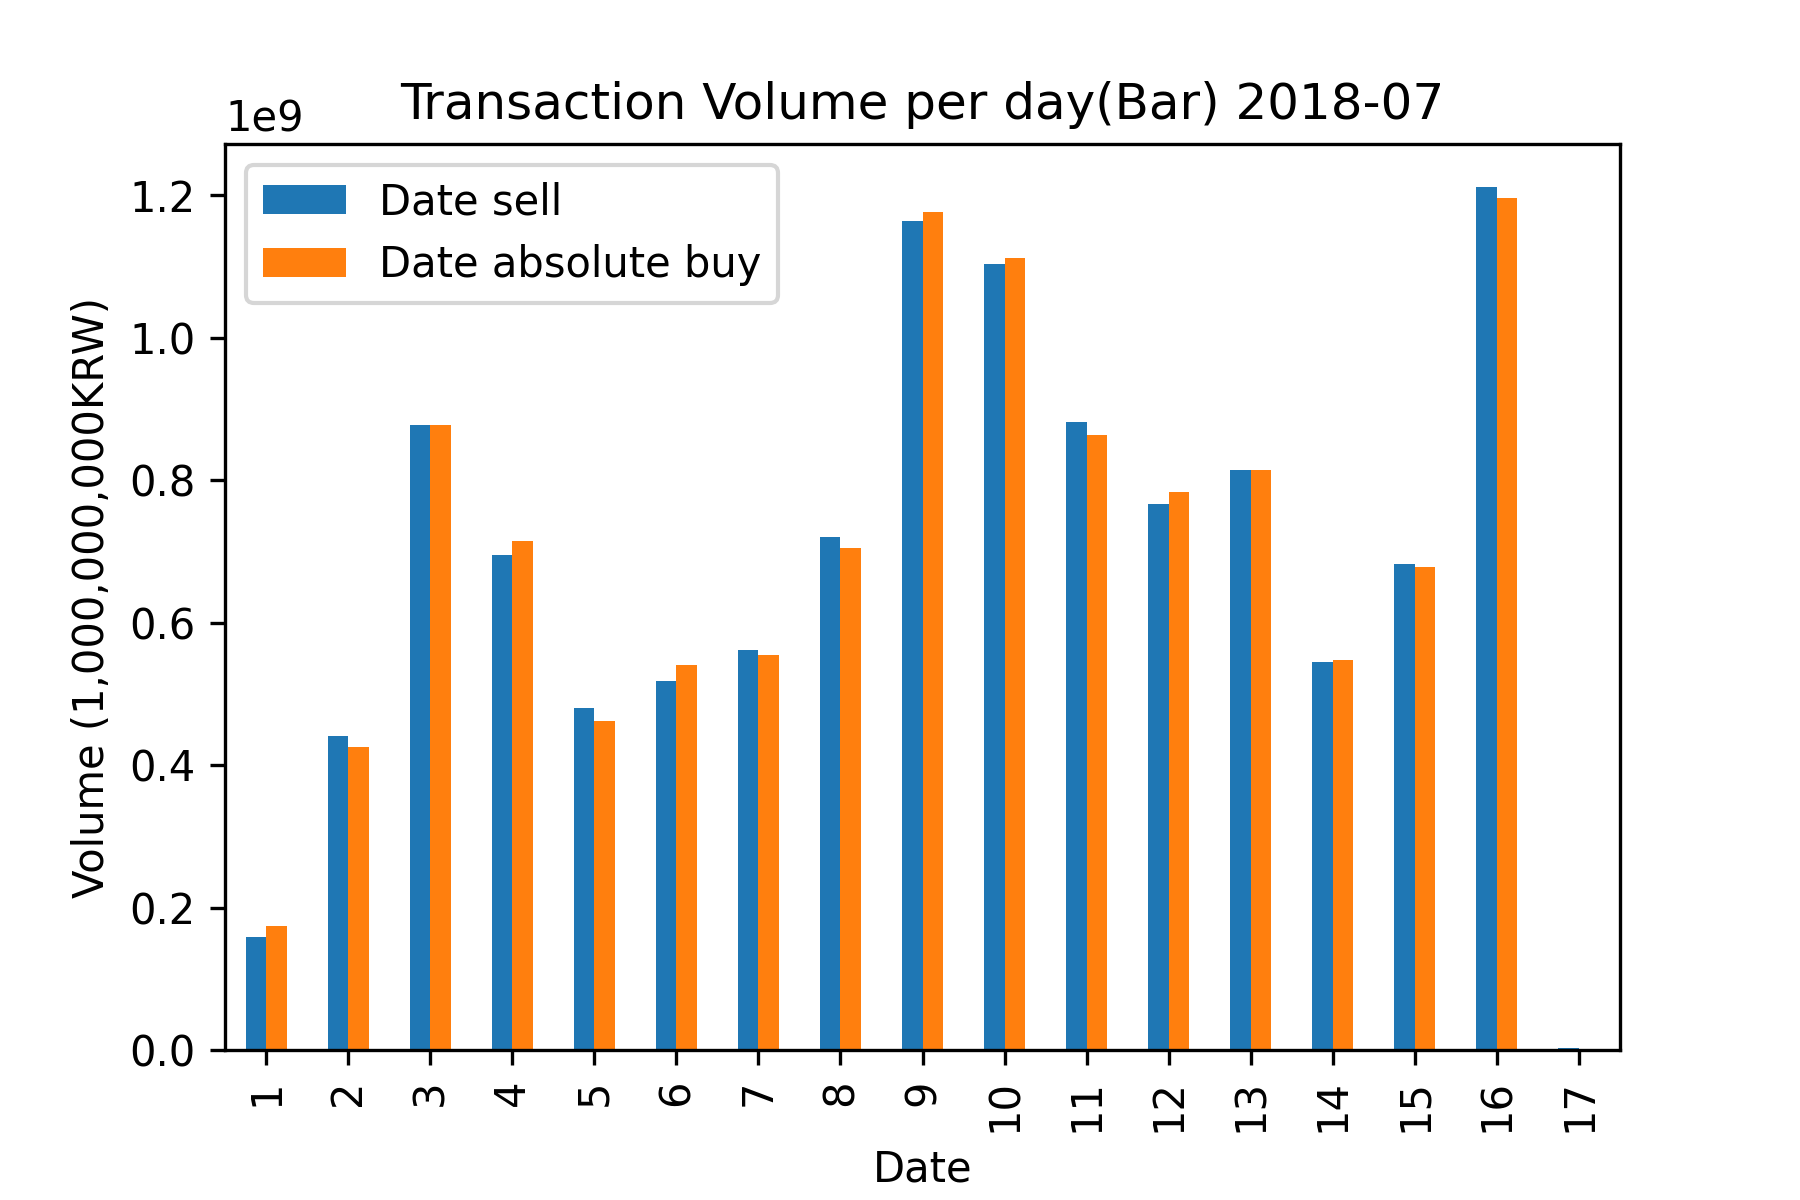 Transaction Volume per day(Bar) 2018-07
1e9
Date sell
Date absolute buy
1.2
1.0
0.8
0.6
0.4
0.2
0.0
Volume (1,000,000,000KRW)
1 2 3 4 5 6 7 8 9 10 11 12 13 14 15 16 17
Date